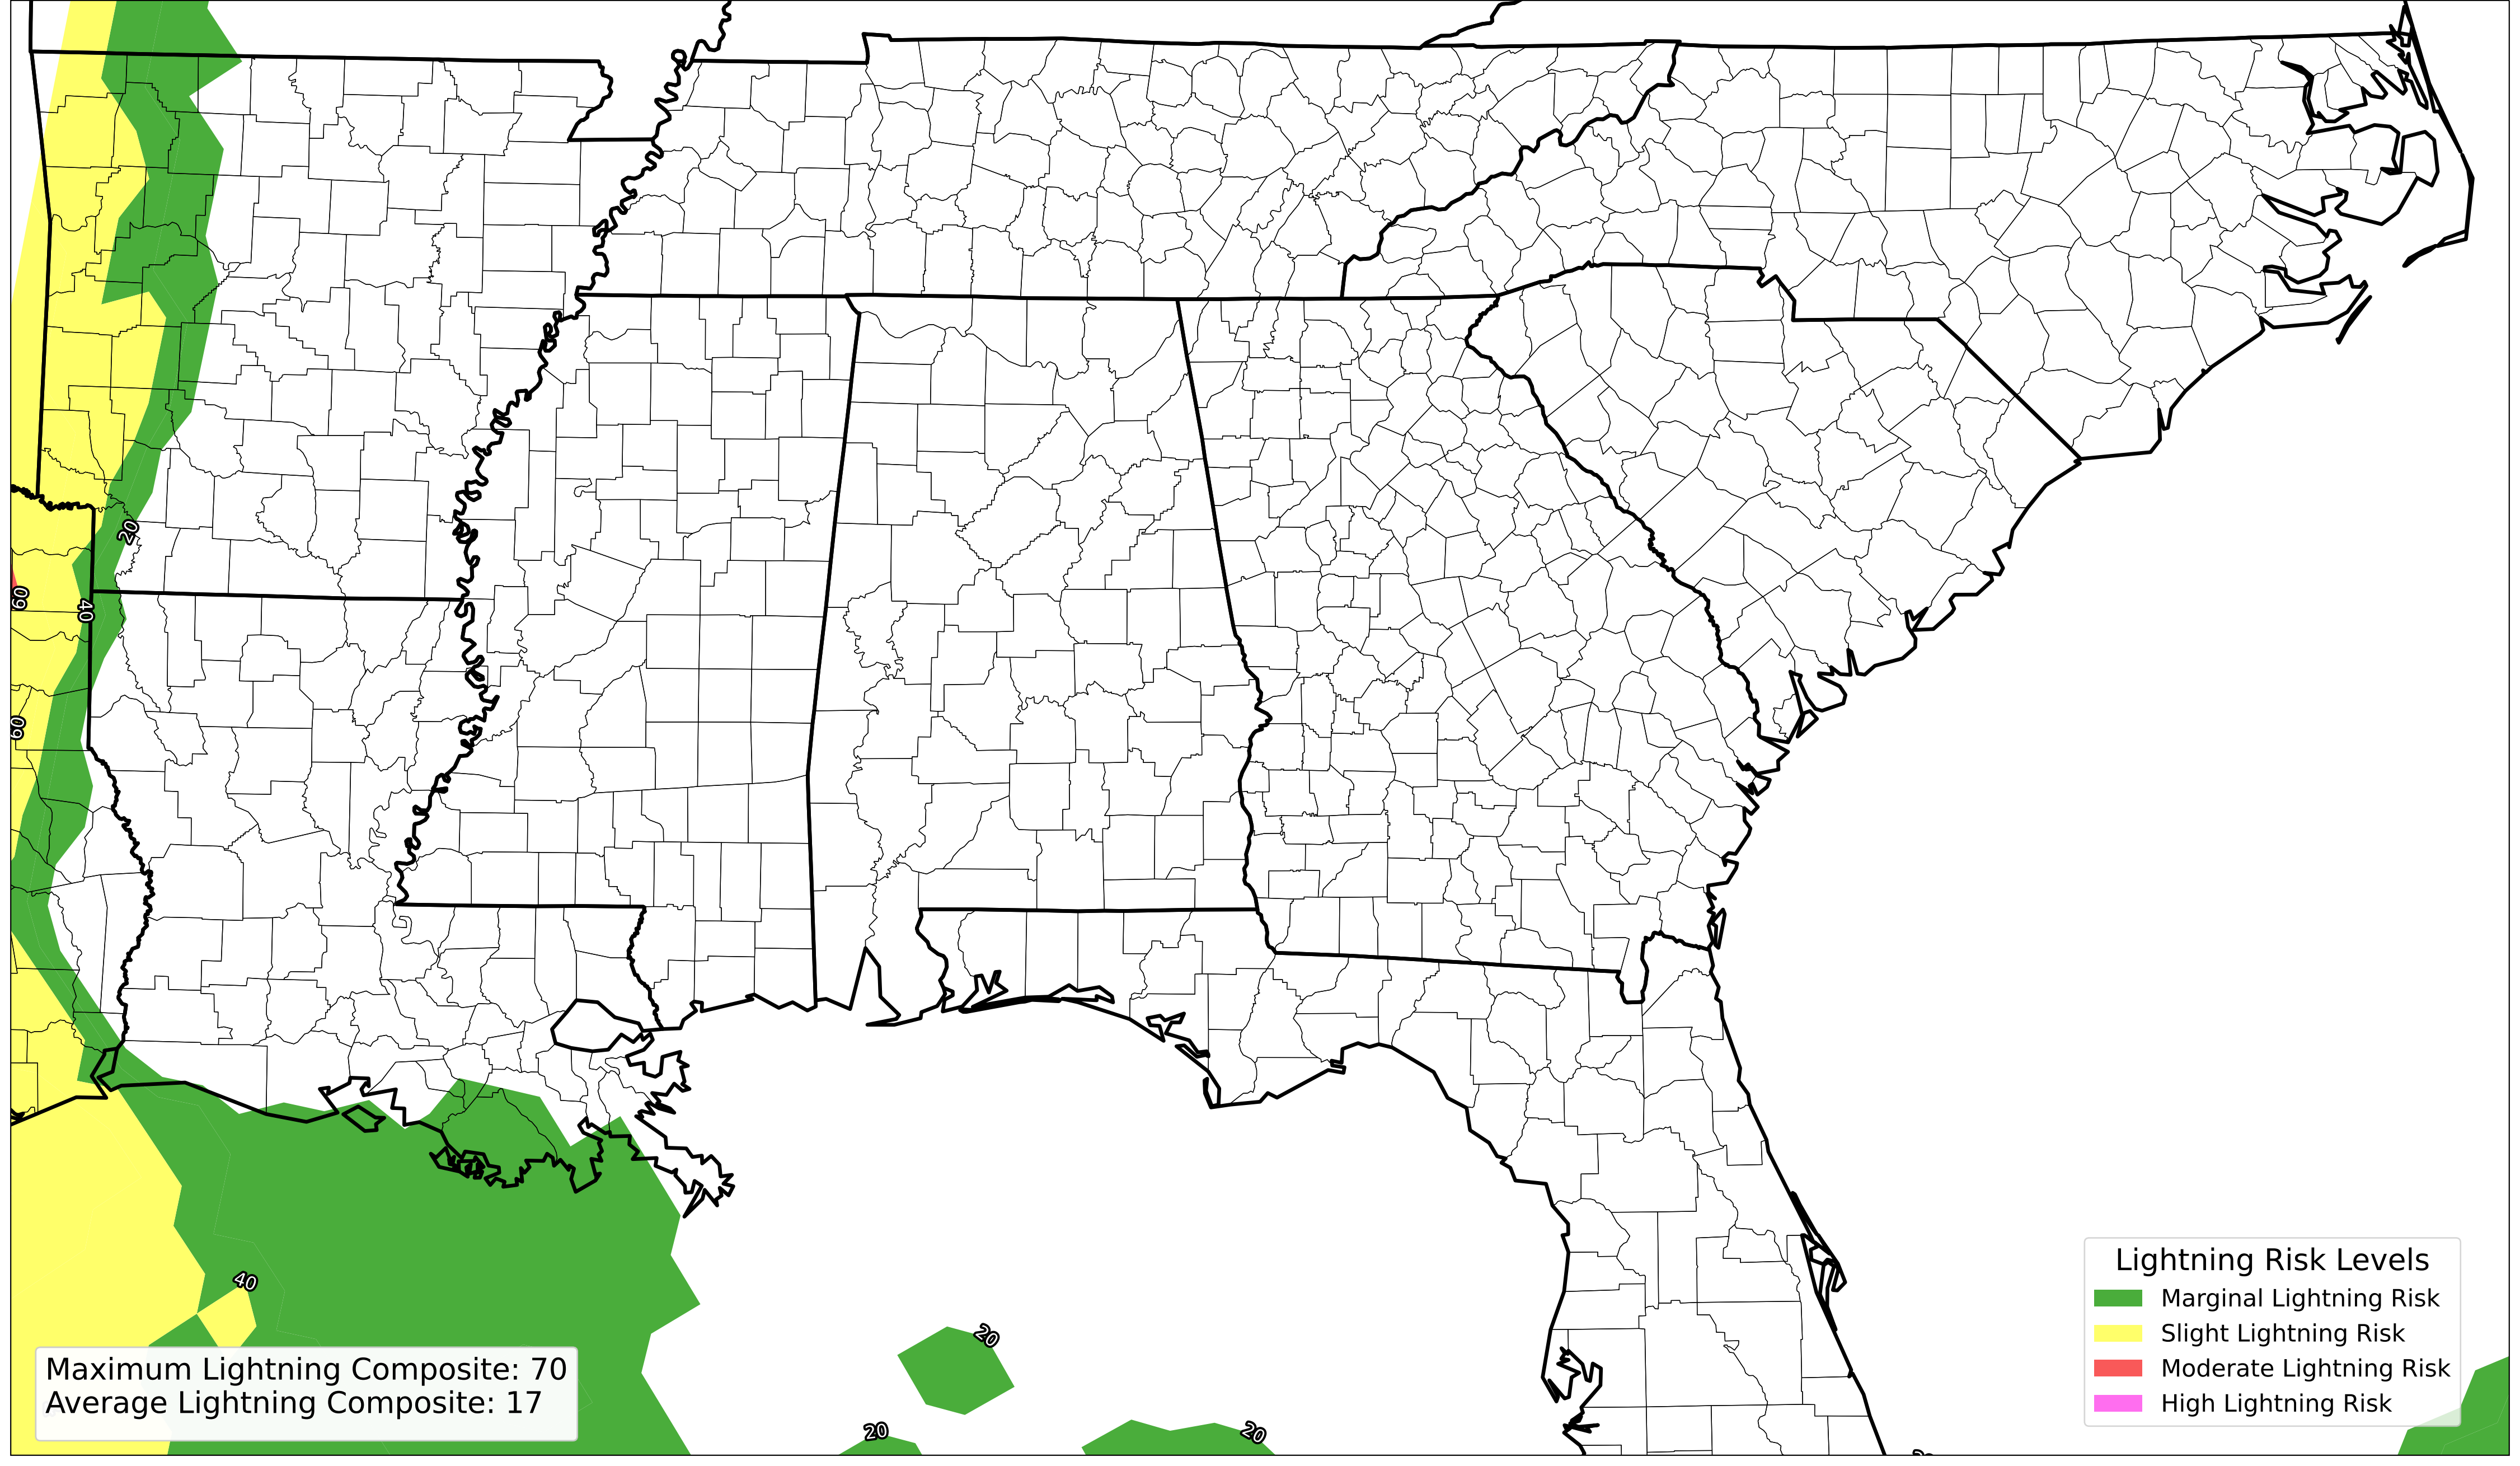 20
60
40
60
40
20
20
20
Maximum Lightning Composite: 70
Average Lightning Composite: 17
Lightning Risk Levels
Marginal Lightning Risk
Slight Lightning Risk
Moderate Lightning Risk
High Lightning Risk